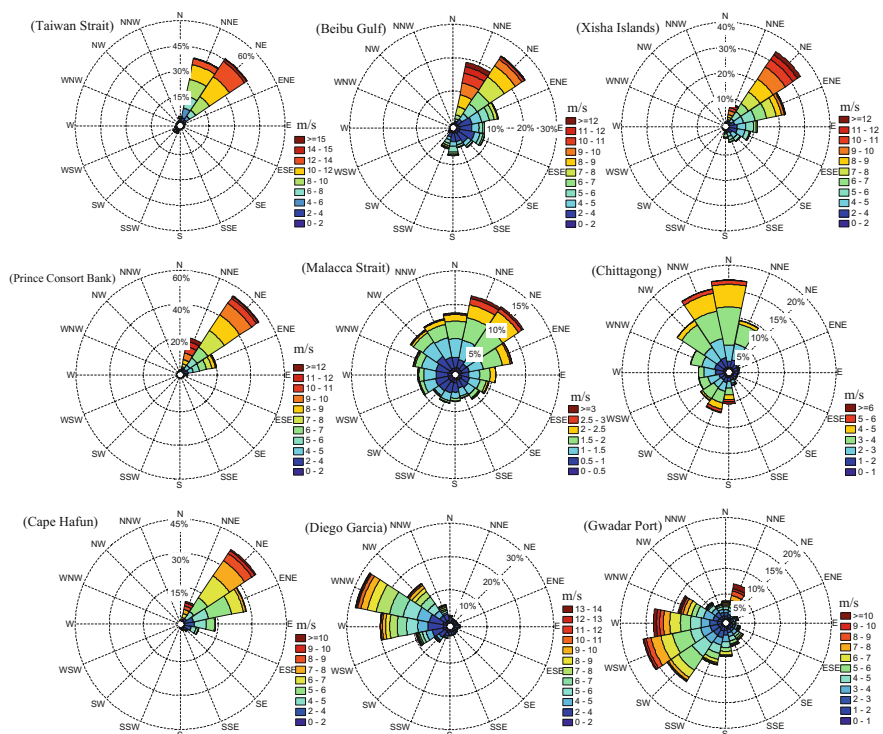 (Taiwan Strait)
N
NNE
NE
ENE
E
ESE
SE
SSE
S
SSW
SW
WSW
W
WNW
NW
NNW
15%
30%
45%
60%
m/s
>=15
14 - 15
12 - 14
10 - 12
8 - 10
6 - 8
4 - 6
2 - 4
0 - 2
(Beibu Gulf)
N
NNE
NE
ENE
E
ESE
SE
SSE
S
SSW
SW
WSW
W
WNW
NW
NNW
10%
20%
30%
m/s
>=12
11 - 12
10 - 11
9 - 10
8 - 9
7 - 8
6 - 7
5 - 6
4 - 5
2 - 4
0 - 2
(Xisha Islands)
N
NNE
NE
ENE
E
ESE
SE
SSE
S
SSW
SW
WSW
W
WNW
NW
NNW
10%
20%
30%
40%
m/s
>=12
11 - 12
10 - 11
9 - 10
8 - 9
7 - 8
6 - 7
5 - 6
4 - 5
2 - 4
0 - 2
(Prince Consort Bank)
N
NNE
NE
ENE
E
ESE
SE
SSE
S
SSW
SW
WSW
W
WNW
NW
NNW
20%
40%
60%
m/s
>=12
11 - 12
10 - 11
9 - 10
8 - 9
7 - 8
6 - 7
5 - 6
4 - 5
2 - 4
0 - 2
(Malacca Strait)
N
NNE
NE
ENE
E
ESE
SE
SSE
S
SSW
SW
WSW
W
WNW
NW
NNW
5%
10%
15%
m/s
>=3
2.5 - 3
2 - 2.5
1.5 - 2
1 - 1.5
0.5 - 1
0 - 0.5
(Chittagong)
N
NNE
NE
ENE
E
ESE
SE
SSE
S
SSW
SW
WSW
W
WNW
NW
NNW
5%
10%
15%
20%
m/s
>=6
5 - 6
4 - 5
3 - 4
2 - 3
1 - 2
0 - 1
(Cape Hafun)
N
NNE
NE
ENE
E
ESE
SE
SSE
S
SSW
SW
WSW
W
WNW
NW
NNW
15%
30%
45%
m/s
>=10
9 - 10
8 - 9
7 - 8
6 - 7
5 - 6
4 - 5
2 - 4
0 - 2
(Diego Garcia)
N
NNE
NE
ENE
E
ESE
SE
SSE
S
SSW
SW
WSW
W
WNW
NW
NNW
10%
20%
30%
m/s
13 - 14
12 - 13
11 - 12
10 - 11
9 - 10
8 - 9
7 - 8
6 - 7
5 - 6
4 - 5
2 - 4
0 - 2
(Gwadar Port)
N
NNE
NE
ENE
E
ESE
SE
SSE
S
SSW
SW
WSW
W
WNW
NW
NNW
5%
10%
15%
20%
m/s
>=10
9 - 10
8 - 9
7 - 8
6 - 7
5 - 6
4 - 5
3 - 4
2 - 3
1 - 2
0 - 1